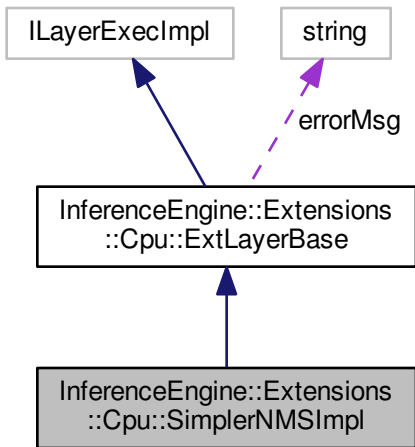 ILayerExecImpl
string
errorMsg
InferenceEngine::Extensions
::Cpu::ExtLayerBase
InferenceEngine::Extensions
::Cpu::SimplerNMSImpl